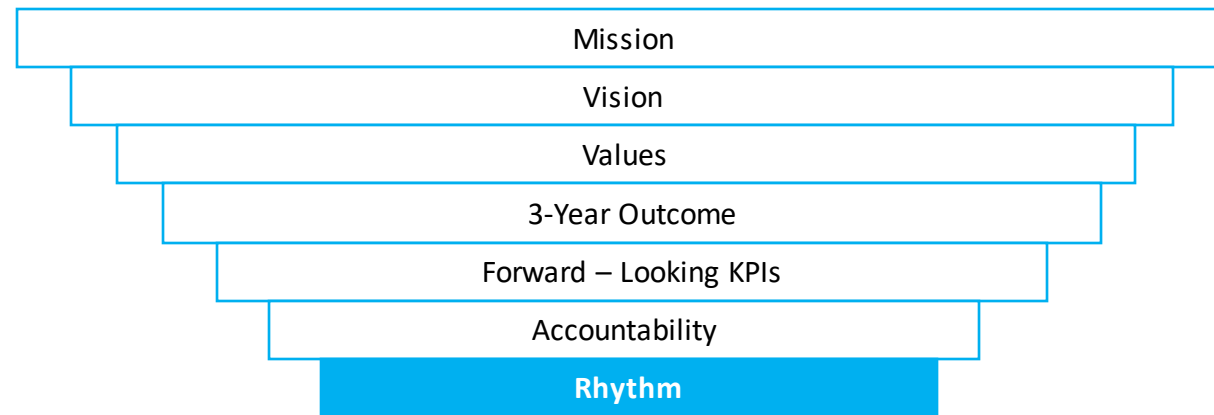 Mission
Vision
Values
3-Year Outcome
Forward – Looking KPIs
Accountability
Rhythm